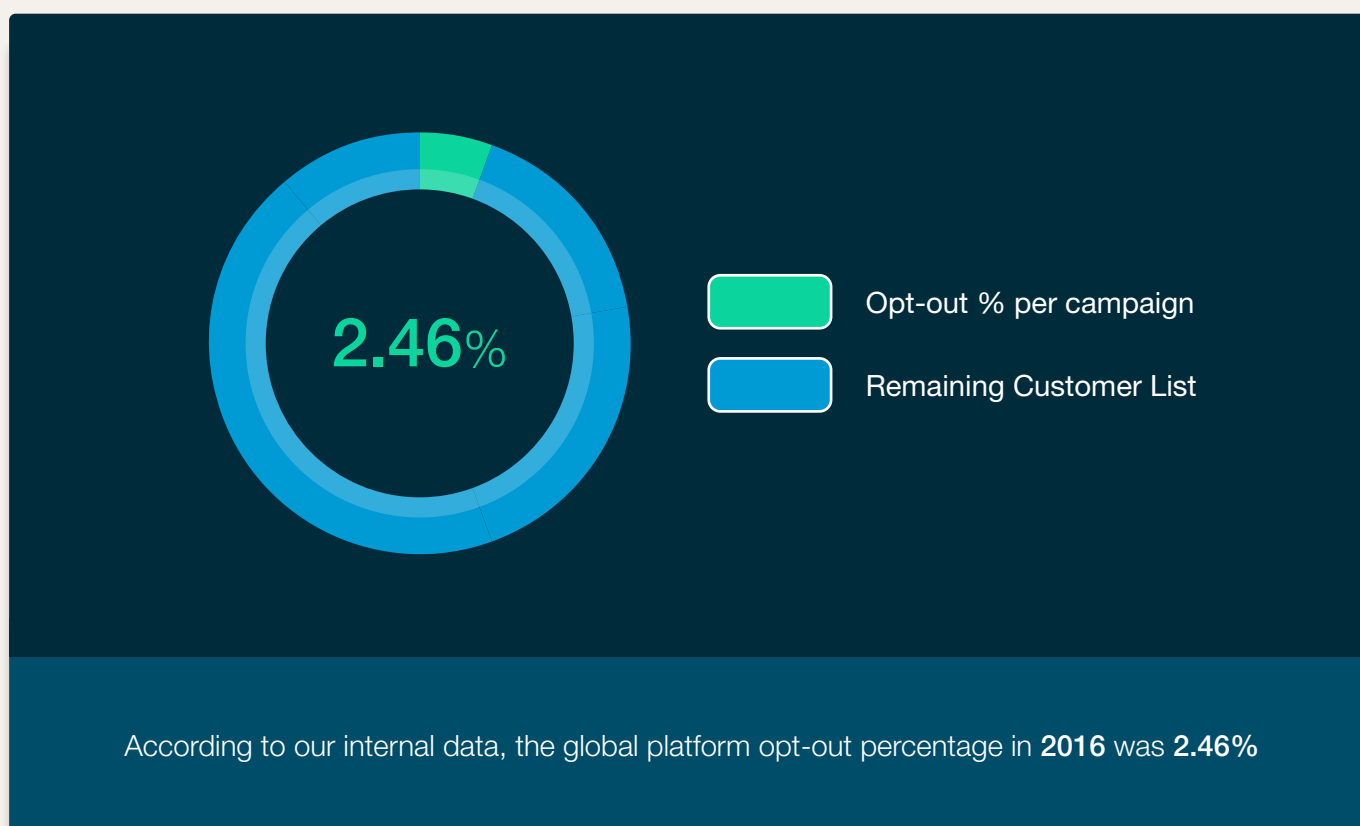 2.46%
Opt-out % per campaign
Remaining Customer List
According to our internal data, the global platform opt-out percentage in 2016 was 2.46%